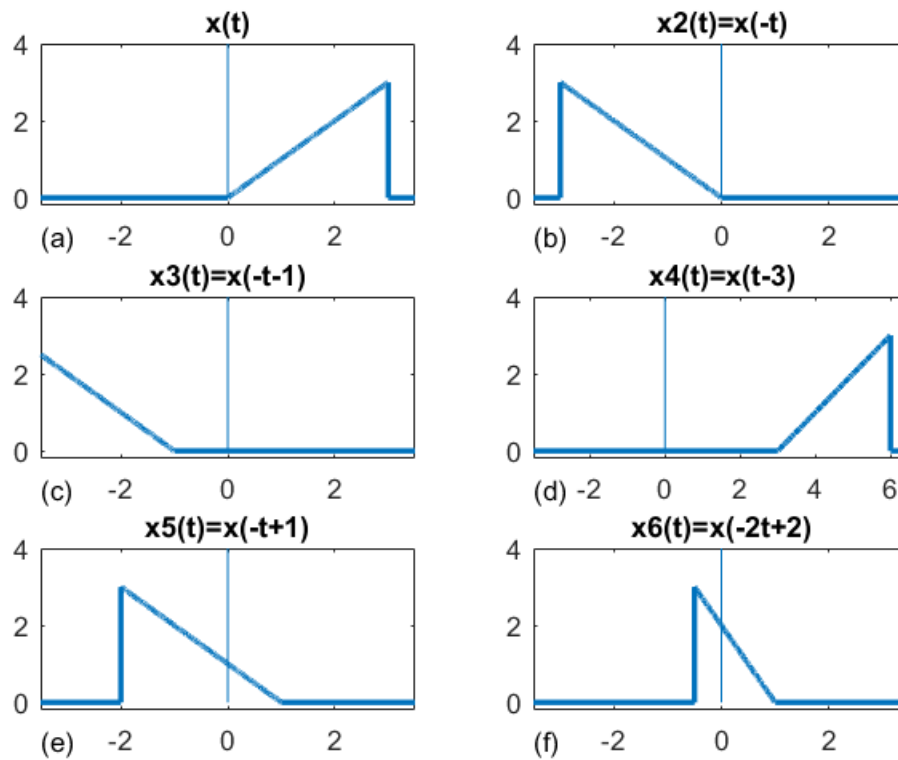 x(t)
4
2
0
(a) -2 0 2
x2(t)=x(-t)
4
2
0
(b) -2 0 2
x3(t)=x(-t-1)
4
2
0
(c) -2 0 2
x4(t)=x(t-3)
4
2
0
(d) -2 0 2 4 6
x5(t)=x(-t+1)
4
2
0
(e) -2 0 2
x6(t)=x(-2t+2)
4
2
0
(f) -2 0 2